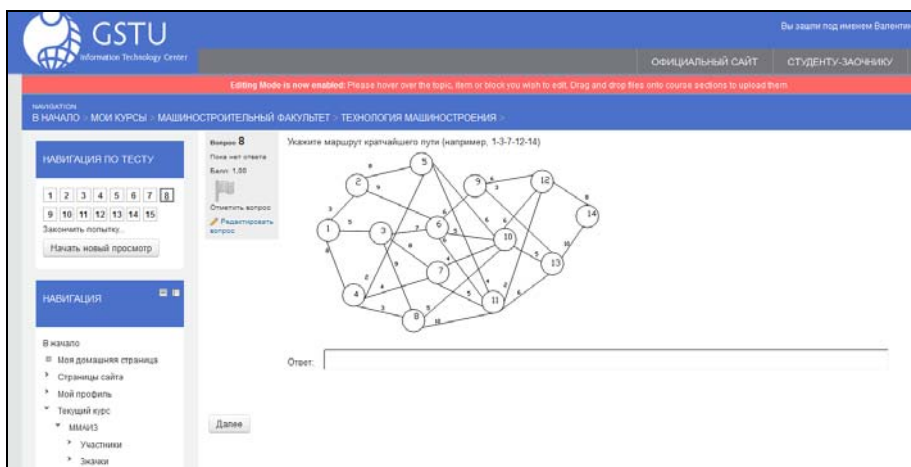 GSTU
Information Technology Center
Вы зашли под именем Валентин
ОФИЦИАЛЬНЫЙ САЙТ СТУДЕНТУ-ЗАОЧНИКУ
Editing Mode is now enabled: Please hover over the topic, item or block you wish to edit. Drag and drop files onto course sections to upload them.
NAVIGATION
В НАЧАЛО > МОИ КУРСЫ > МАШИНОСТРОИТЕЛЬНЫЙ ФАКУЛЬТЕТ > ТЕХНОЛОГИЯ МАШИНОСТРОЕНИЯ >
НАВИГАЦИЯ ПО ТЕСТУ
1 2 3 4 5 6 7 8
9 10 11 12 13 14 15
Закончить попытку...
Начать новый просмотр
НАВИГАЦИЯ
В начало
Моя домашняя страница
Страницы сайта
Мой профиль
Текущий курс
ММАИЗ
Участники
Значки
Вопрос 8
Пока нет ответа
Балл: 1,00
Отметить вопрос
Редактировать
вопрос
Укажите маршрут кратчайшего пути (например, 1-3-7-12-14)
5
2 9 12
14
1 3 6
10
13
7
4 11
8
Ответ:
Далее